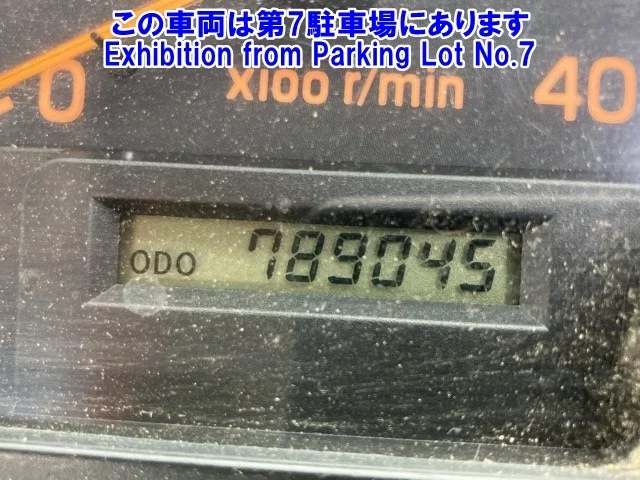 この車両は第7駐車場にあります
Exhibition from Parking Lot No.7
0 X100 r/min 40
ODO 789045